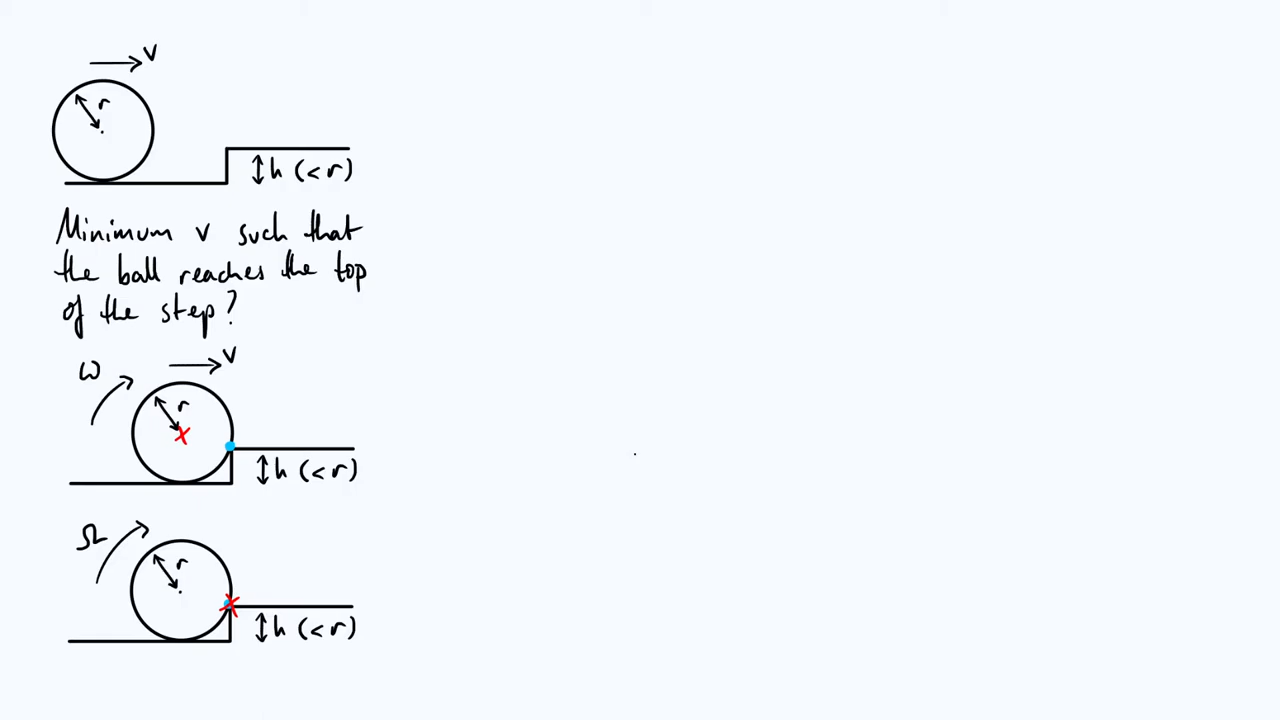 v
r
h (< r)
Minimum v such that
the ball reaches the top
of the step?
v
ω
r
h (< r)
Ω
r
h (< r)